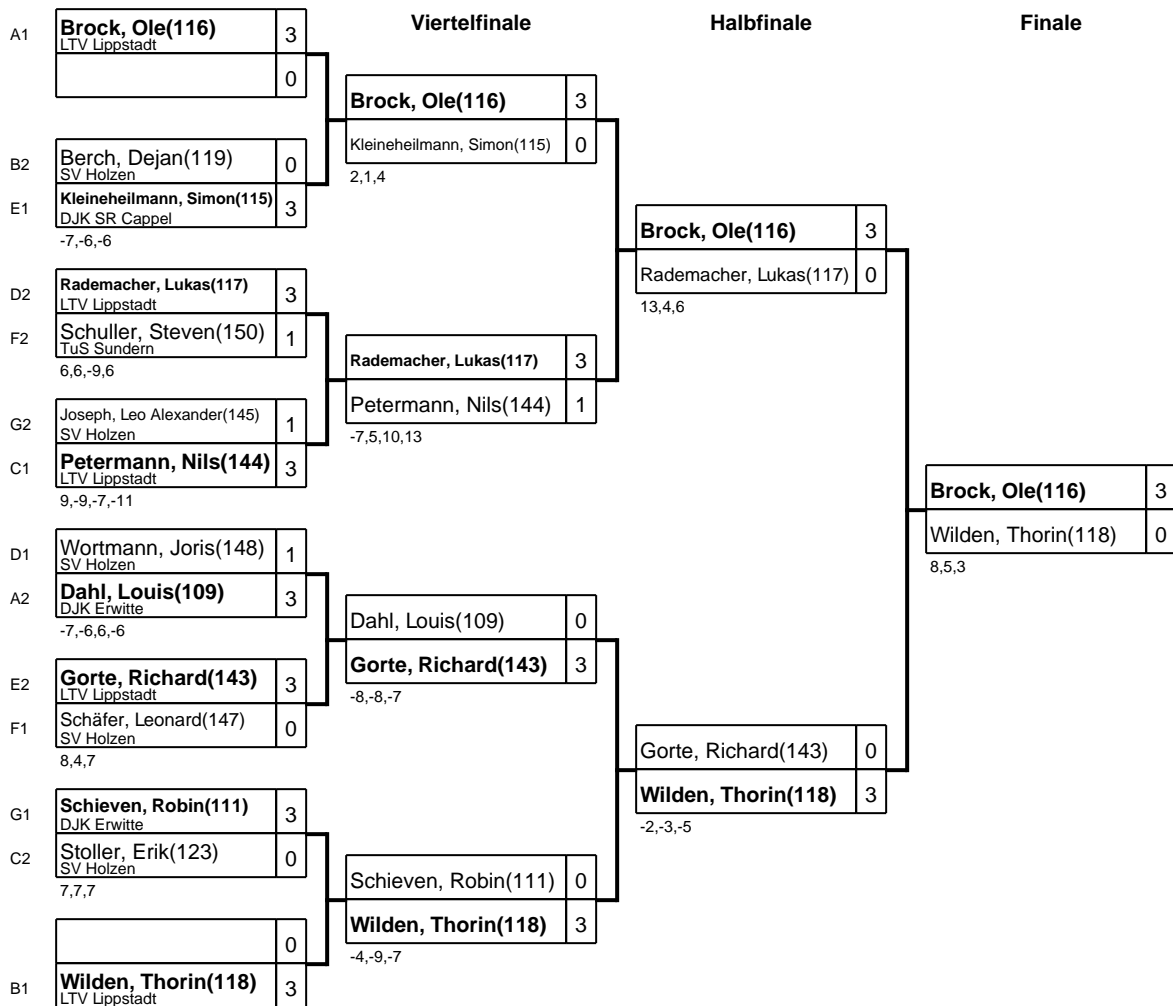 Viertelfinale
Halbfinale
Finale
A1
Brock, Ole(116)
LTV Lippstadt
3
0
B2
Berch, Dejan(119)
SV Holzen
0
E1
Kleineheilmann, Simon(115)
DJK SR Cappel
3
-7,-6,-6
D2
Rademacher, Lukas(117)
LTV Lippstadt
3
F2
Schuller, Steven(150)
TuS Sundern
1
6,6,-9,6
G2
Joseph, Leo Alexander(145)
SV Holzen
1
C1
Petermann, Nils(144)
LTV Lippstadt
3
9,-9,-7,-11
D1
Wortmann, Joris(148)
SV Holzen
1
A2
Dahl, Louis(109)
DJK Erwitte
3
-7,-6,6,-6
E2
Gorte, Richard(143)
LTV Lippstadt
3
F1
Schäfer, Leonard(147)
SV Holzen
0
8,4,7
G1
Schieven, Robin(111)
DJK Erwitte
3
C2
Stoller, Erik(123)
SV Holzen
0
7,7,7
0
B1
Wilden, Thorin(118)
LTV Lippstadt
3
Brock, Ole(116) 3
Kleineheilmann, Simon(115) 0
2,1,4
Rademacher, Lukas(117) 3
Petermann, Nils(144) 1
-7,5,10,13
Dahl, Louis(109) 0
Gorte, Richard(143) 3
-8,-8,-7
Schieven, Robin(111) 0
Wilden, Thorin(118) 3
-4,-9,-7
Brock, Ole(116) 3
Rademacher, Lukas(117) 0
13,4,6
Gorte, Richard(143) 0
Wilden, Thorin(118) 3
-2,-3,-5
Brock, Ole(116) 3
Wilden, Thorin(118) 0
8,5,3